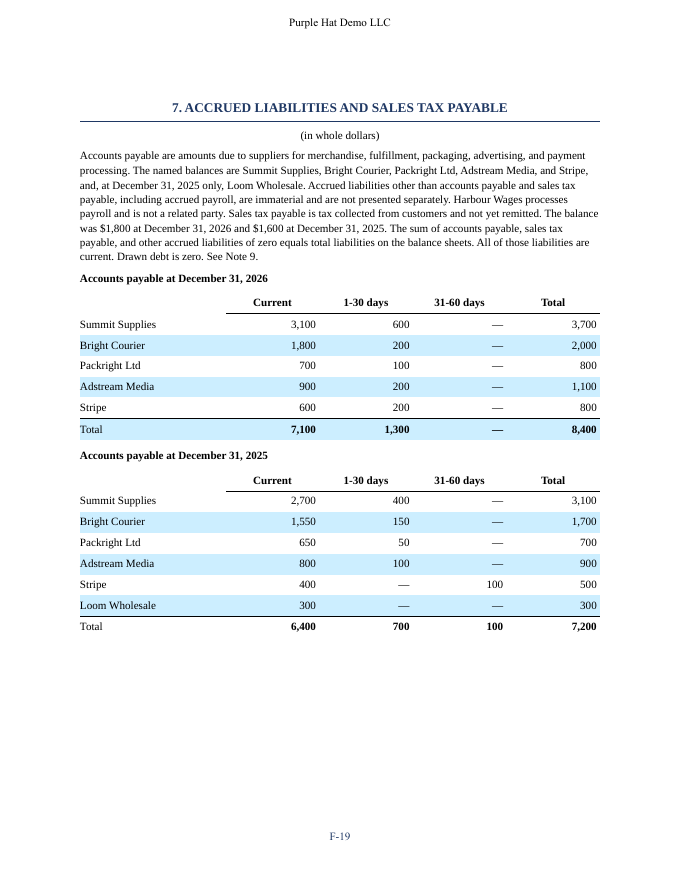 Purple Hat Demo LLC
7. ACCRUED LIABILITIES AND SALES TAX PAYABLE
(in whole dollars)
Accounts payable are amounts due to suppliers for merchandise, fulfillment, packaging, advertising, and payment
processing. The named balances are Summit Supplies, Bright Courier, Packright Ltd, Adstream Media, and Stripe,
and, at December 31, 2025 only, Loom Wholesale. Accrued liabilities other than accounts payable and sales tax
payable, including accrued payroll, are immaterial and are not presented separately. Harbour Wages processes
payroll and is not a related party. Sales tax payable is tax collected from customers and not yet remitted. The balance
was $1,800 at December 31, 2026 and $1,600 at December 31, 2025. The sum of accounts payable, sales tax
payable, and other accrued liabilities of zero equals total liabilities on the balance sheets. All of those liabilities are
current. Drawn debt is zero. See Note 9.
Accounts payable at December 31, 2026
Current 1-30 days 31-60 days Total
Summit Supplies 3,100 600 — 3,700
Bright Courier 1,800 200 — 2,000
Packright Ltd 700 100 — 800
Adstream Media 900 200 — 1,100
Stripe 600 200 — 800
Total 7,100 1,300 — 8,400
Accounts payable at December 31, 2025
Current 1-30 days 31-60 days Total
Summit Supplies 2,700 400 — 3,100
Bright Courier 1,550 150 — 1,700
Packright Ltd 650 50 — 700
Adstream Media 800 100 — 900
Stripe 400 — 100 500
Loom Wholesale 300 — — 300
Total 6,400 700 100 7,200
F-19